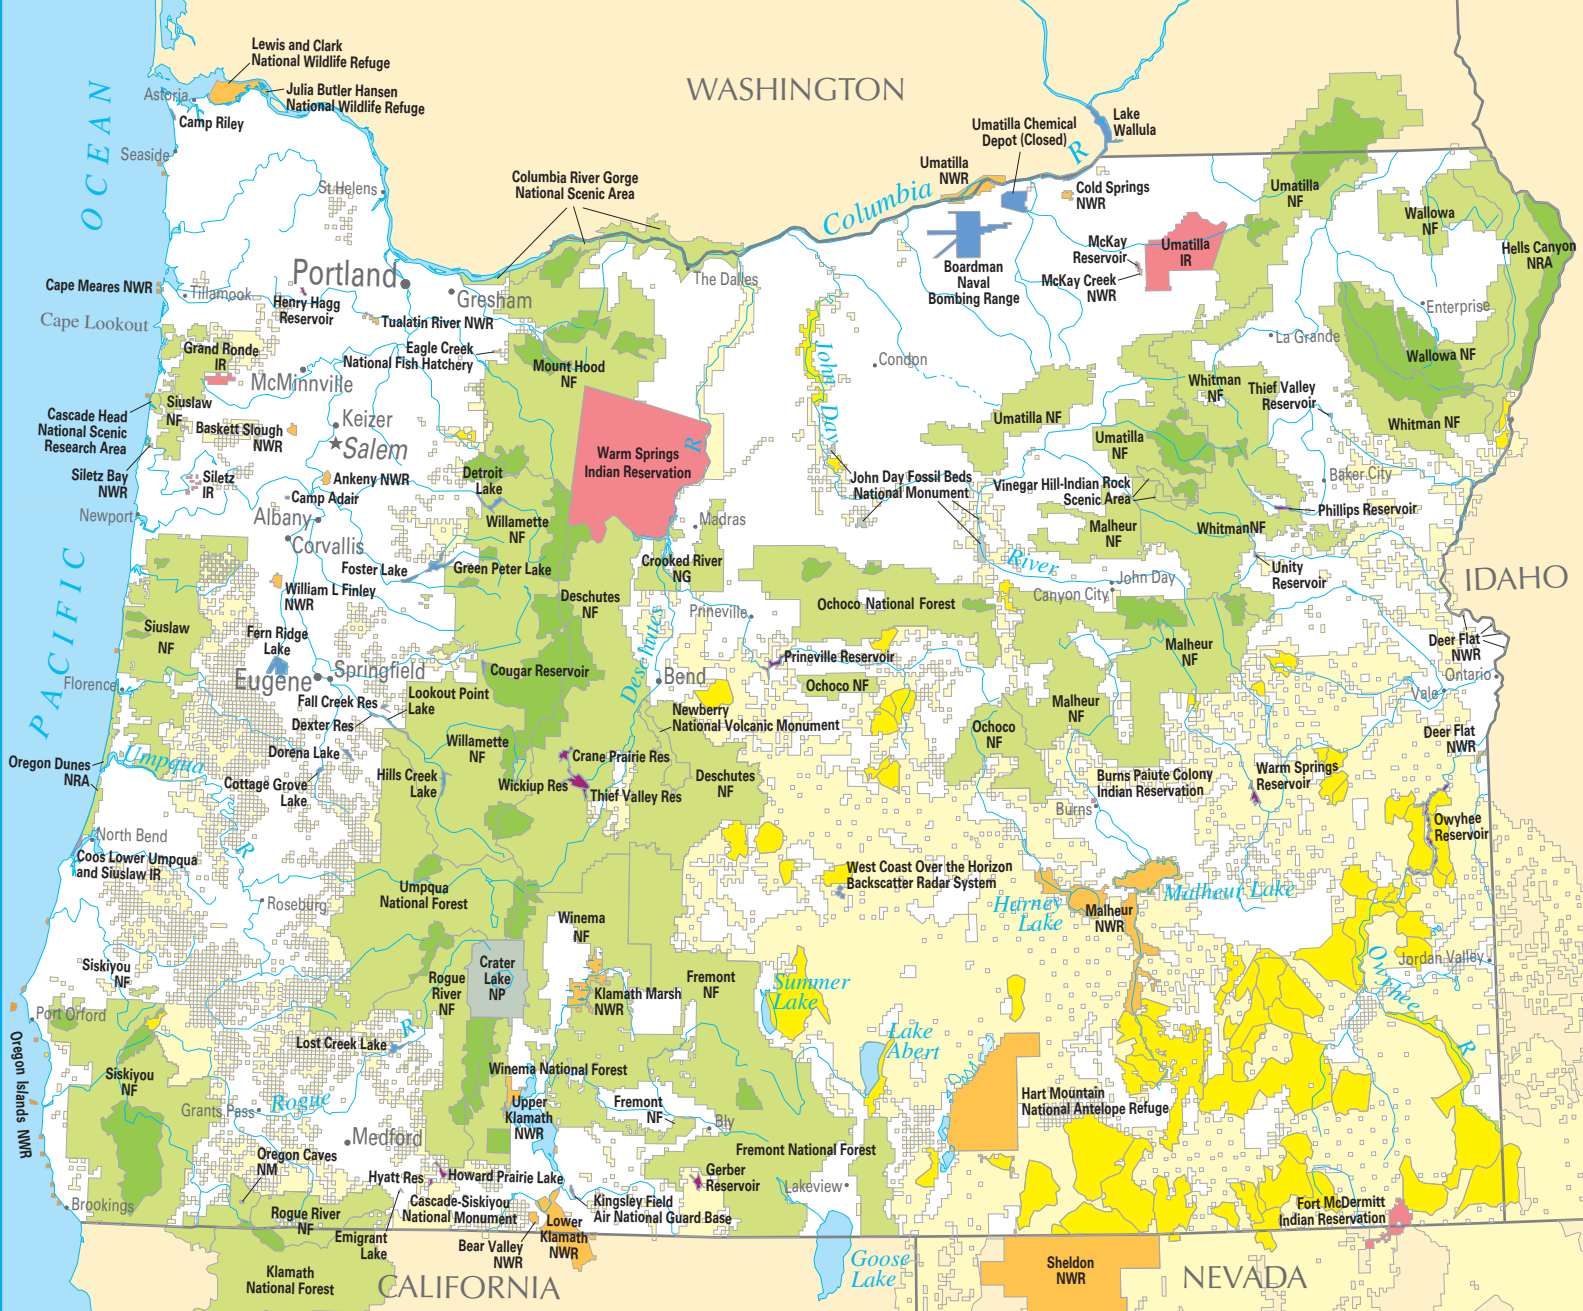 WASHINGTON
IDAHO
CALIFORNIA
NEVADA
PACIFIC
OCEAN
Lewis and Clark
National Wildlife Refuge
Julia Butler Hansen
National Wildlife Refuge
Astoria
Camp Riley
Seaside
St Helens
Columbia River Gorge
National Scenic Area
Umatilla Chemical
Depot (Closed)
Lake
Wallula
Columbia
R
Umatilla
NWR
Cold Springs
NWR
Umatilla
NF
Wallowa
NF
Hells Canyon
NRA
Boardman
Naval
Bombing Range
McKay
Reservoir
McKay Creek
NWR
Umatilla
IR
Cape Meares NWR
Tillamook
Portland
Gresham
The Dalles
Henry Hagg
Reservoir
Tualatin River NWR
Cape Lookout
Eagle Creek
National Fish Hatchery
Grand Ronde
IR
McMinnville
Mount Hood
NF
John Day
Condon
La Grande
Enterprise
Wallowa NF
Whitman
NF
Thief Valley
Reservoir
Whitman NF
Cascade Head
National Scenic
Research Area
Siuslaw
NF
Keizer
Salem
Baskett Slough
NWR
Umatilla NF
Umatilla
NF
Warm Springs
Indian Reservation
R
Siletz Bay
NWR
Siletz
IR
Ankeny NWR
Camp Adair
Detroit
Lake
John Day Fossil Beds
National Monument
Vinegar Hill-Indian Rock
Scenic Area
Baker City
Newport
Albany
Corvallis
Willamette
NF
Madras
Malheur
NF
WhitmanNF
Phillips Reservoir
Foster Lake
Green Peter Lake
Crooked River
NG
River
John Day
Canyon City
Unity
Reservoir
William L Finley
NWR
Deschutes
NF
Prineville
Ochoco National Forest
Siuslaw
NF
Fern Ridge
Lake
Deschutes
Malheur
NF
Deer Flat
NWR
Eugene
Springfield
Cougar Reservoir
Bend
Prineville Reservoir
Ochoco NF
Ontario
Vale
Florence
Fall Creek Res
Lookout Point
Lake
Dexter Res
Newberry
National Volcanic Monument
Malheur
NF
Ochoco
NF
Deer Flat
NWR
Umpqua
R
Oregon Dunes
NRA
Dorena Lake
Cottage Grove
Lake
Willamette
NF
Hills Creek
Lake
Crane Prairie Res
Wickiup Res
Thief Valley Res
Deschutes
NF
Burns Paiute Colony
Indian Reservation
Burns
Warm Springs
Reservoir
Owyhee
Reservoir
North Bend
Coos Lower Umpqua
and Siuslaw IR
Roseburg
Umpqua
National Forest
Winema
NF
West Coast Over the Horizon
Backscatter Radar System
Harney
Lake
Malheur
NWR
Malheur Lake
Siskiyou
NF
Crater
Lake
NP
Rogue
River
NF
Klamath Marsh
NWR
Fremont
NF
Summer
Lake
Owyhee
R
Jordan Valley
Port Orford
Lost Creek Lake
R
Lake
Abert
Oregon Islands NWR
Siskiyou
NF
Grants Pass
Rogue
Winema National Forest
Upper
Klamath
NWR
Fremont
NF
Bly
Hart Mountain
National Antelope Refuge
Medford
Fremont National Forest
Oregon Caves
NM
Hyatt Res
Howard Prairie Lake
Gerber
Reservoir
Lakeview
Brookings
Rogue River
NF
Cascade-Siskiyou
National Monument
Kingsley Field
Air National Guard Base
Fort McDermitt
Indian Reservation
Emigrant
Lake
Bear Valley
NWR
Lower
Klamath
NWR
Goose
Lake
Klamath
National Forest
Sheldon
NWR